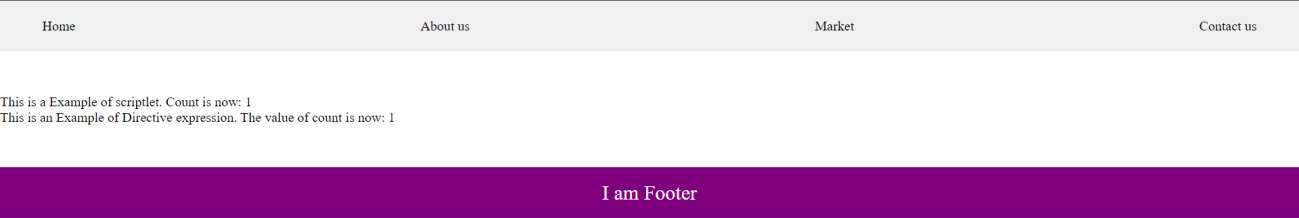 Home About us Market Contact us
This is a Example of scriptlet. Count is now: 1
This is an Example of Directive expression. The value of count is now: 1
I am Footer